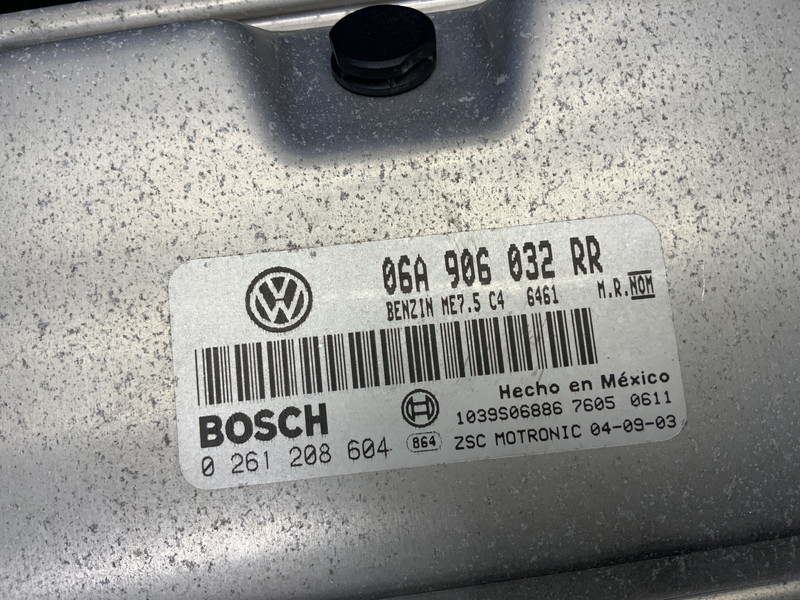 06A 906 032 RR
BENZIN ME7.5 C4 6461 M.R.NOM
Hecho en México
BOSCH
1039S06886 7605 0611
0 261 208 604
864 ZSC MOTRONIC 04-09-03